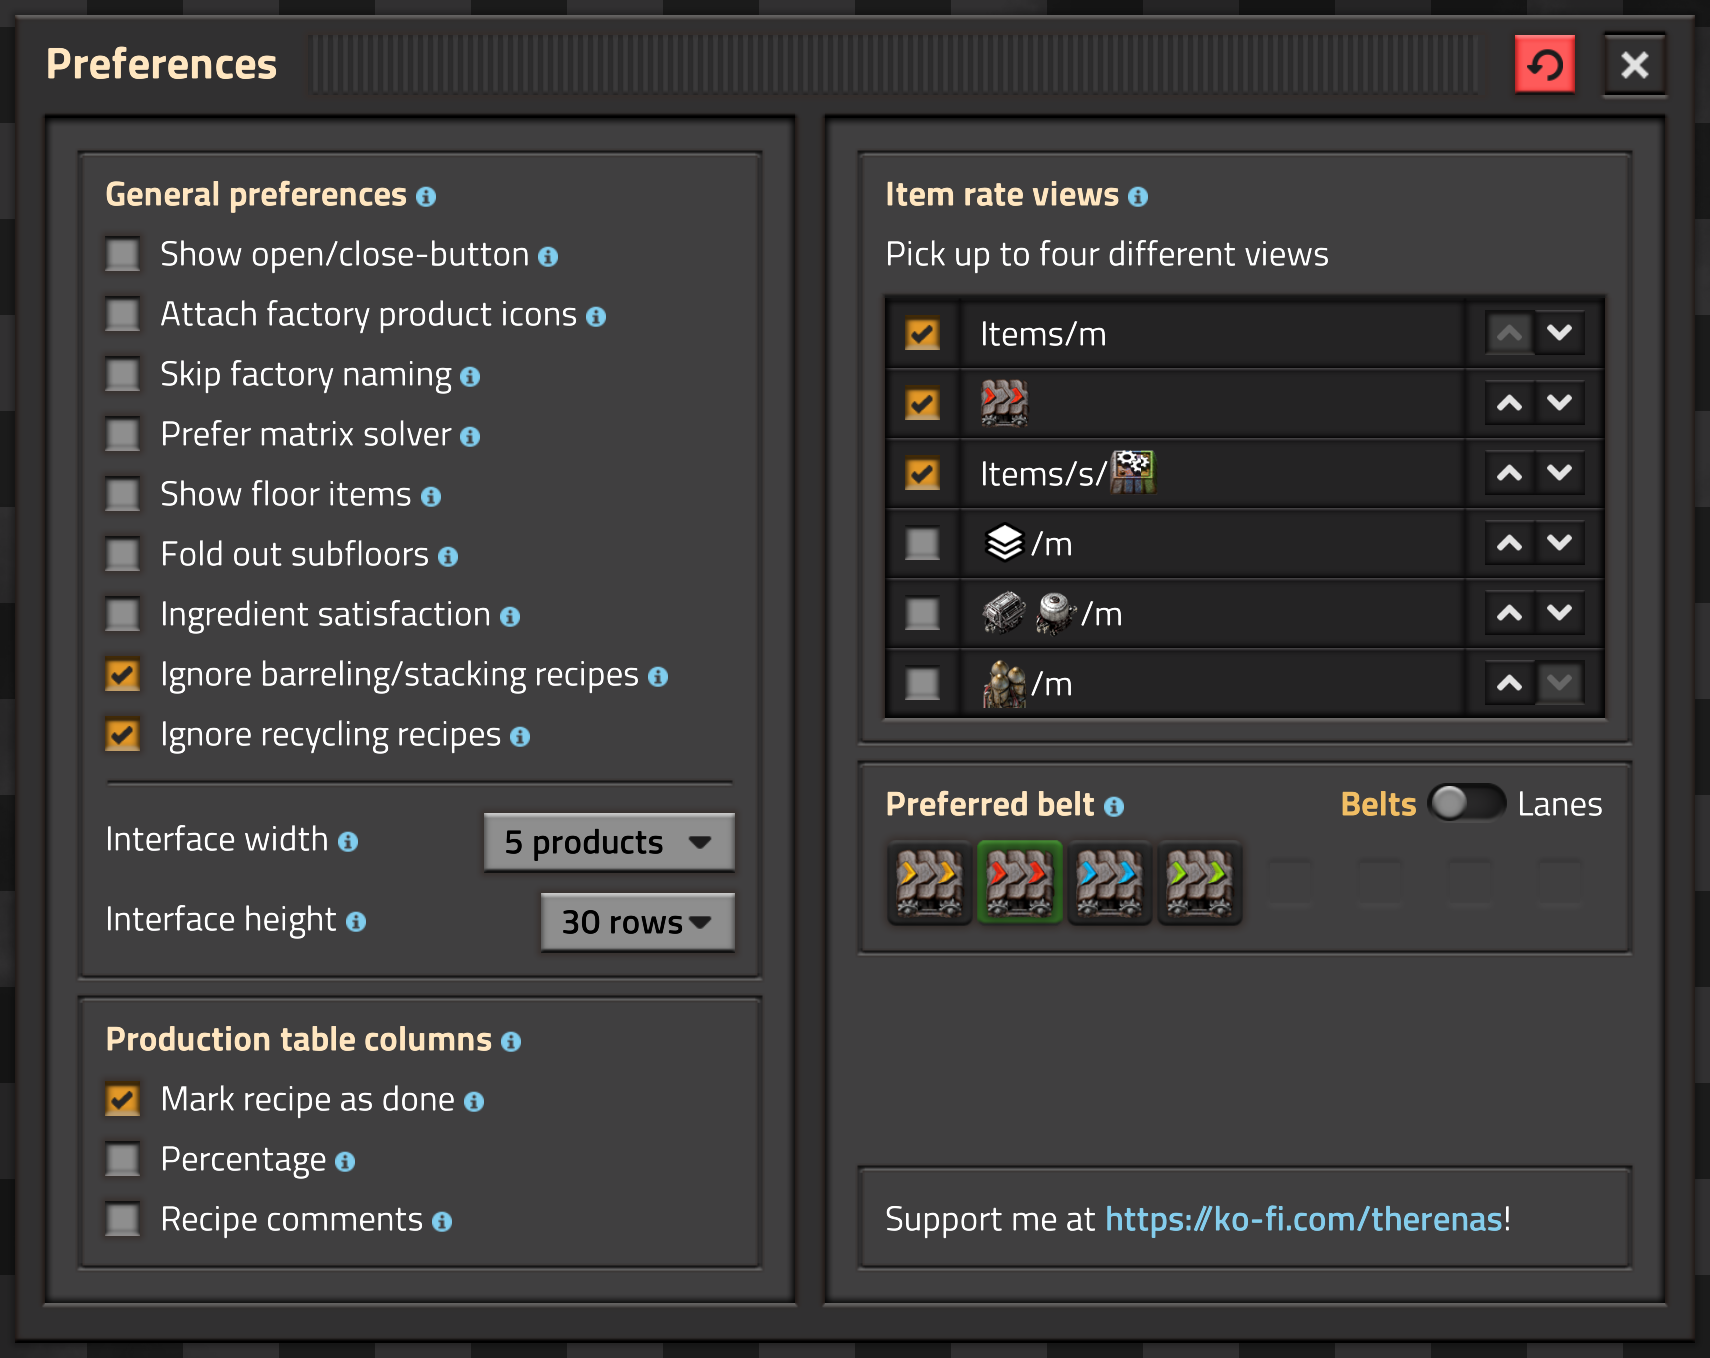 Preferences
General preferences
Show open/close-button
Attach factory product icons
Skip factory naming
Prefer matrix solver
Show floor items
Fold out subfloors
Ingredient satisfaction
Ignore barreling/stacking recipes
Ignore recycling recipes
Interface width 5 products
Interface height 30 rows
Production table columns
Mark recipe as done
Percentage
Recipe comments
Item rate views
Pick up to four different views
Items/m
Items/s/
/m
/m
/m
Preferred belt Belts Lanes
Support me at https://ko-fi.com/therenas!